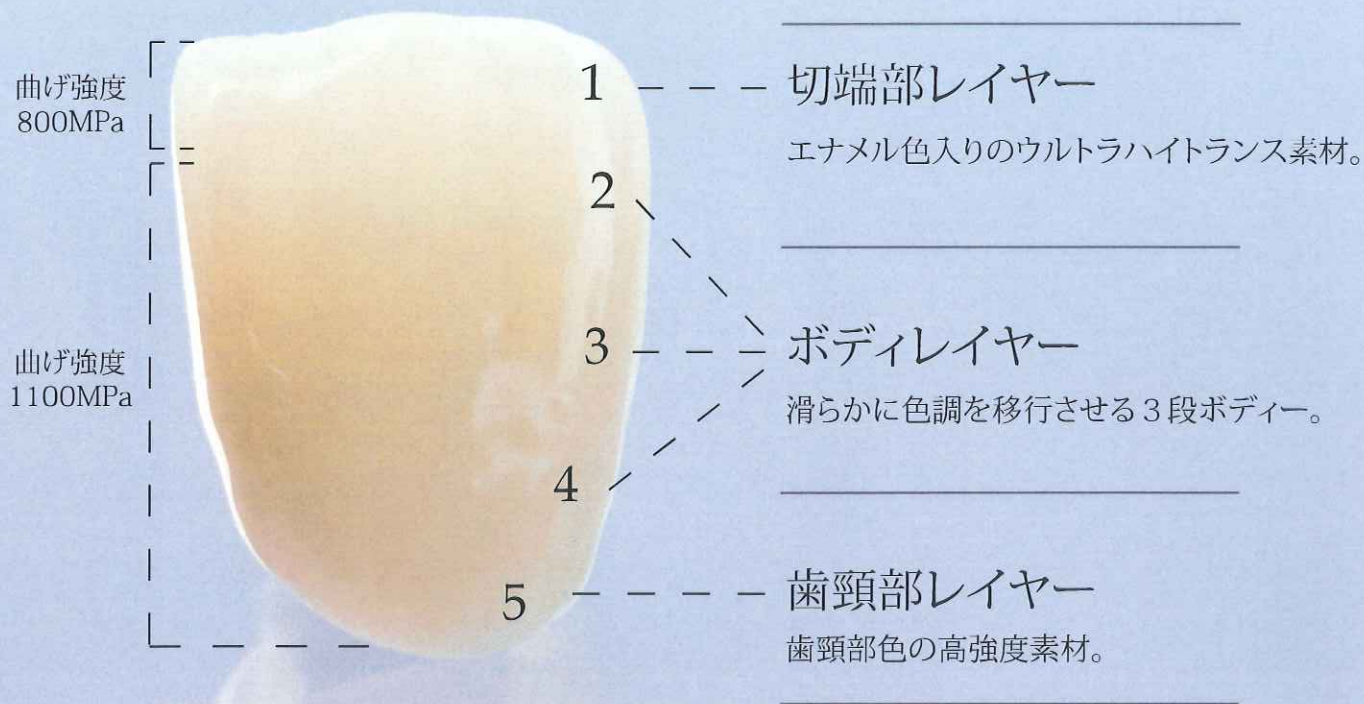 曲げ強度
800MPa
曲げ強度
1100MPa
1
2
3
4
5
切端部レイヤー
エナメル色入りのウルトラハイトランス素材。
ボディレイヤー
滑らかに色調を移行させる3段ボディー。
歯頸部レイヤー
歯頸部色の高強度素材。